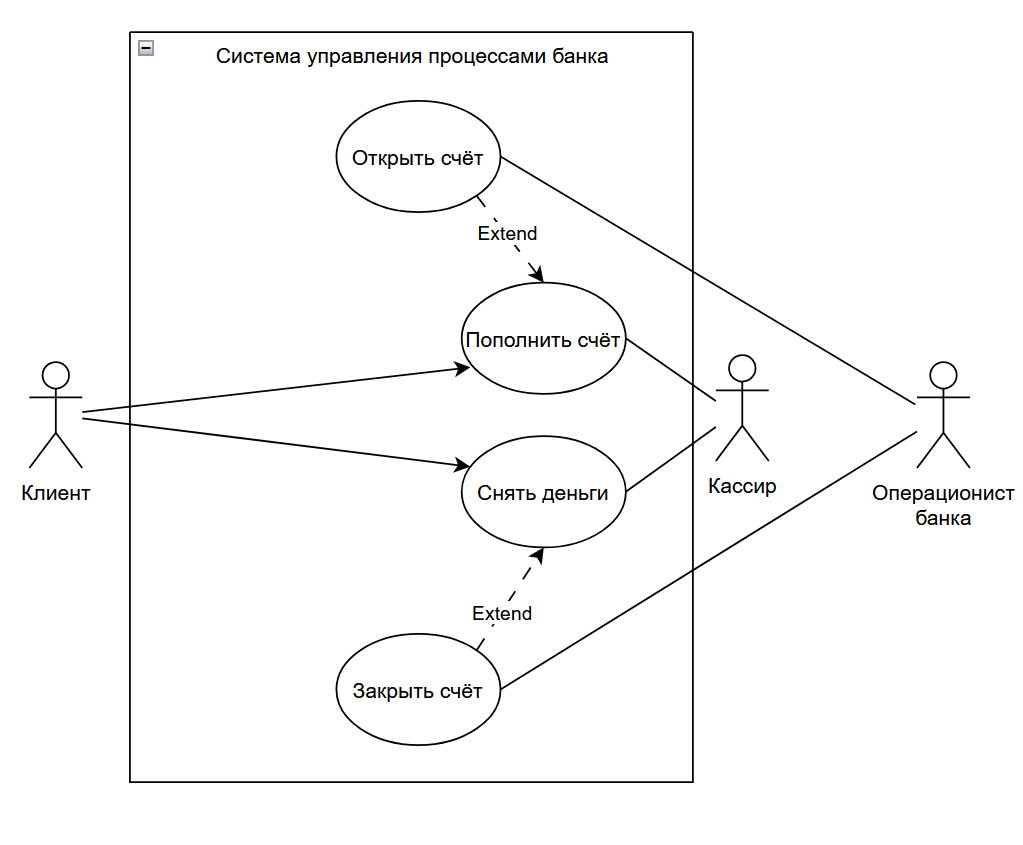 Система управления процессами банка
Открыть счёт
Extend
Пополнить счёт
Клиент
Снять деньги
Кассир
Операционист
банка
Extend
Закрыть счёт